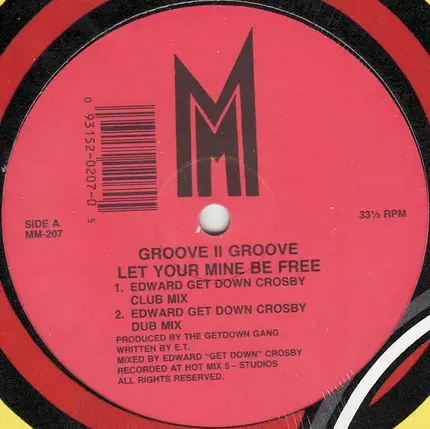 MM
0 93152-0207-0 5
SIDE A
MM-207
33⅓ RPM
GROOVE II GROOVE
LET YOUR MINE BE FREE
1. EDWARD GET DOWN CROSBY
CLUB MIX
2. EDWARD GET DOWN CROSBY
DUB MIX
PRODUCED BY THE GETDOWN GANG
WRITTEN BY E.T.
MIXED BY EDWARD "GET DOWN" CROSBY
RECORDED AT HOT MIX 5 – STUDIOS
ALL RIGHTS RESERVED.